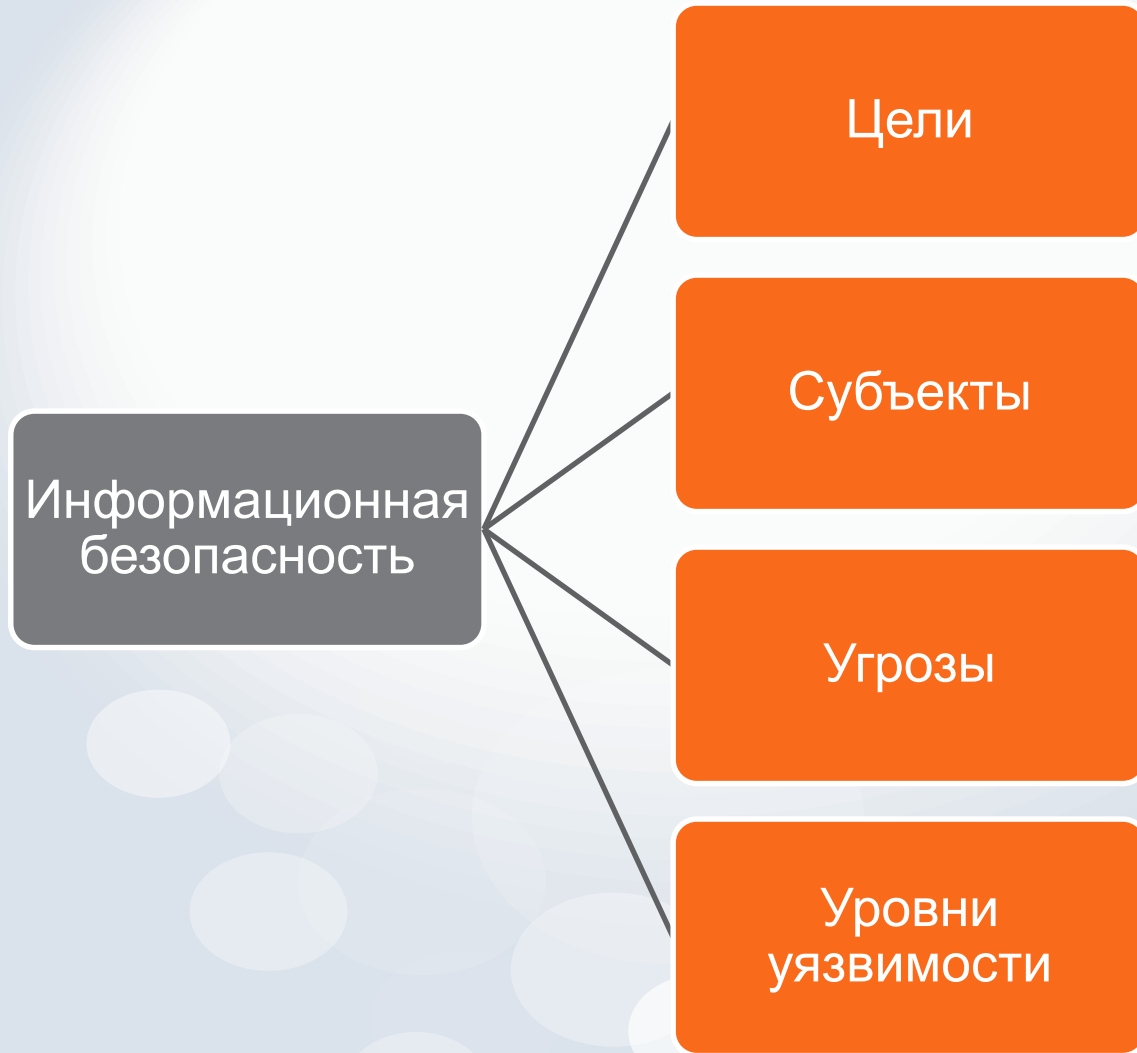 Цели
Субъекты
Информационная
безопасность
Угрозы
Уровни
уязвимости